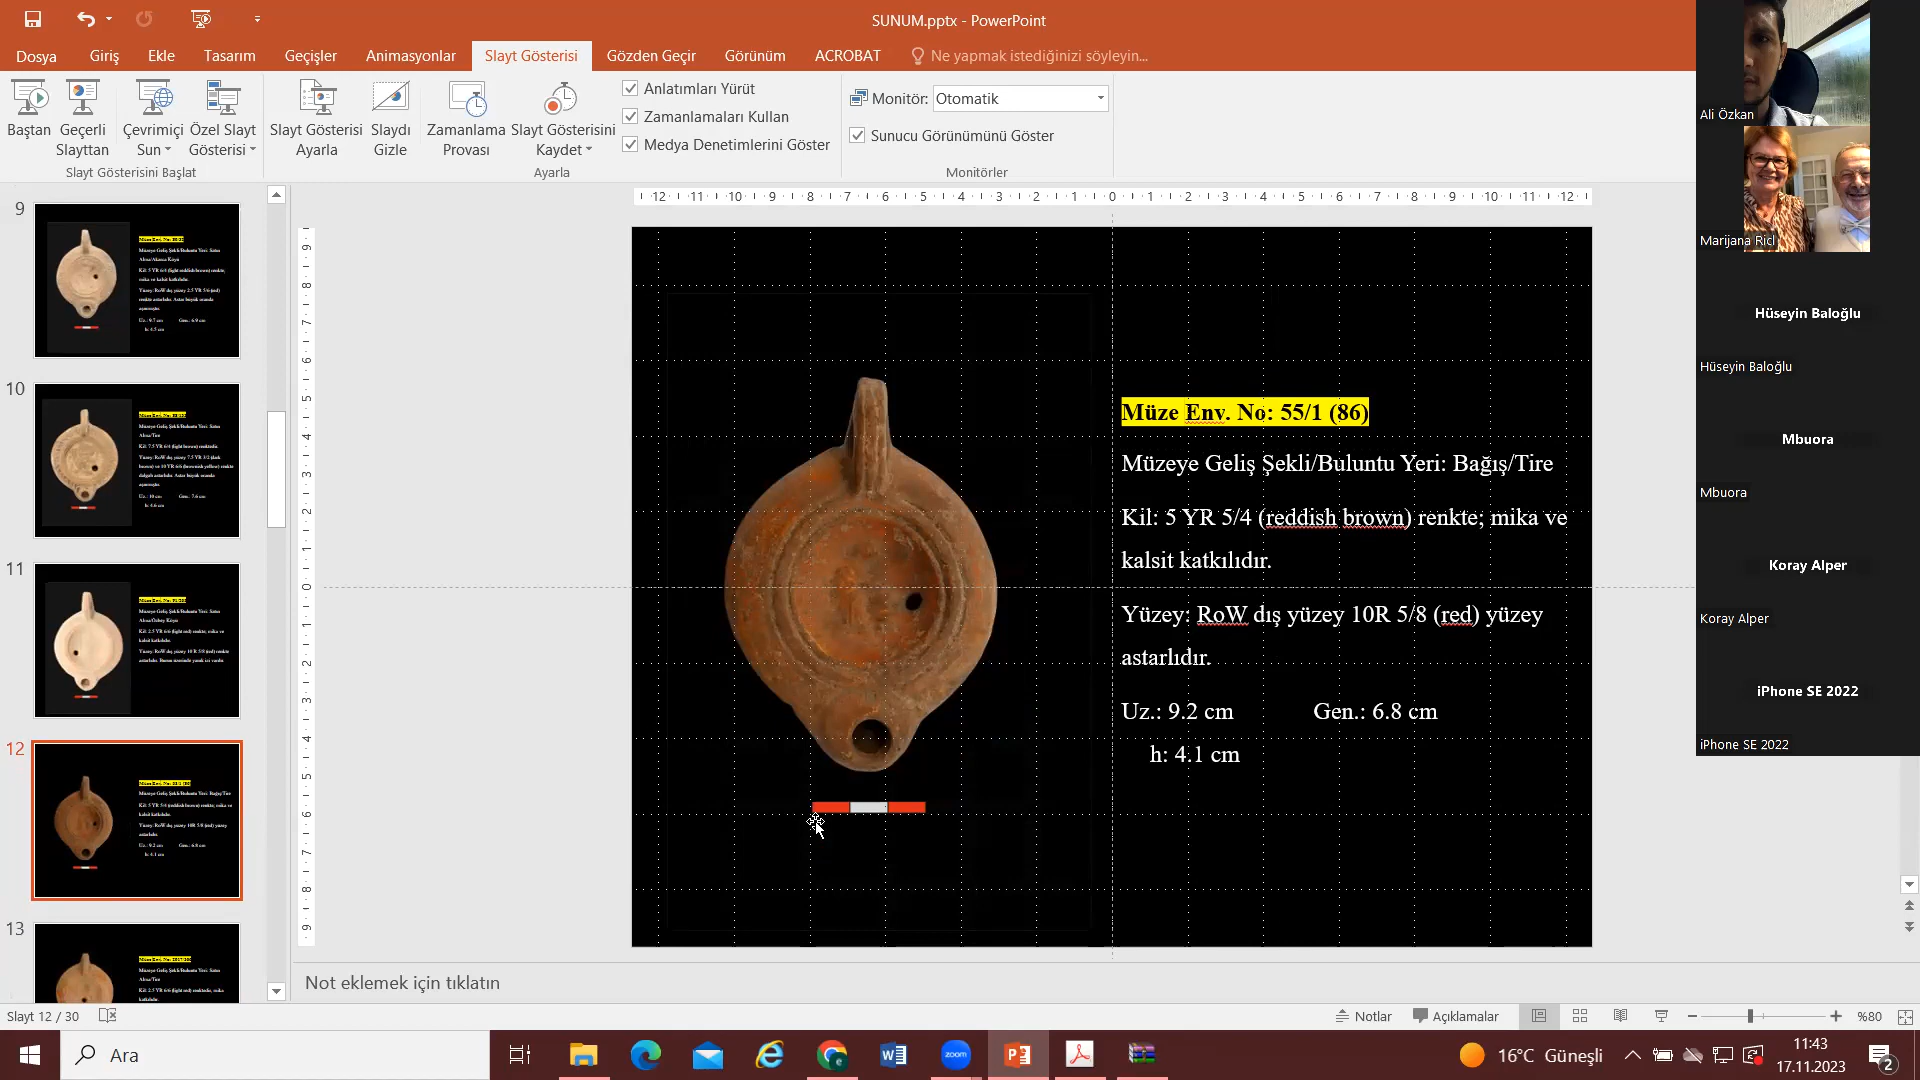 SUNUM.pptx - PowerPoint
Dosya Giriş Ekle Tasarım Geçişler Animasyonlar Slayt Gösterisi Gözden Geçir Görünüm ACROBAT Ne yapmak istediğinizi söyleyin...
Baştan
Geçerli Slayttan
Çevrimiçi Sun
Özel Slayt Gösterisi
Slayt Gösterisini Başlat
Slayt Gösterisi Ayarla
Slaydı Gizle
Zamanlama Provası
Slayt Gösterisini Kaydet
Anlatımları Yürüt
Zamanlamaları Kullan
Medya Denetimlerini Göster
Ayarla
Monitör: Otomatik
Sunucu Görünümünü Göster
Monitörler
9
10
11
12
13
Müze Env. No: 55/1 (86)
Müzeye Geliş Şekli/Buluntu Yeri: Bağış/Tire
Kil: 5 YR 5/4 (reddish brown) renkte; mika ve
kalsit katkılıdır.
Yüzey: RoW dış yüzey 10R 5/8 (red) yüzey
astarlıdır.
Uz.: 9.2 cm Gen.: 6.8 cm
h: 4.1 cm
Ali Özkan
Marijana Ricl
Hüseyin Baloğlu
Hüseyin Baloğlu
Mbuora
Mbuora
Koray Alper
Koray Alper
iPhone SE 2022
iPhone SE 2022
Not eklemek için tıklatın
Slayt 12 / 30
Notlar Açıklamalar %80
Ara
zoom
16°C Güneşli
11:43
17.11.2023
2